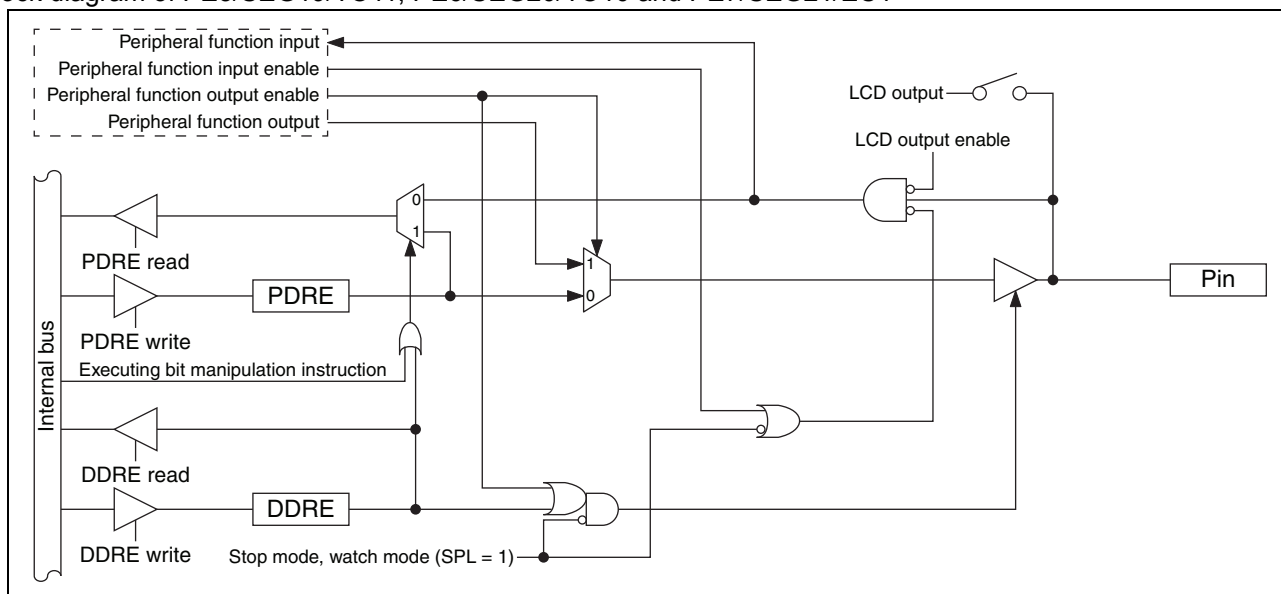 Peripheral function input
Peripheral function input enable
Peripheral function output enable
Peripheral function output
LCD output
LCD output enable
0
1
PDRE read
PDRE
1
0
Pin
PDRE write
Internal bus
Executing bit manipulation instruction
DDRE read
DDRE
DDRE write
Stop mode, watch mode (SPL = 1)